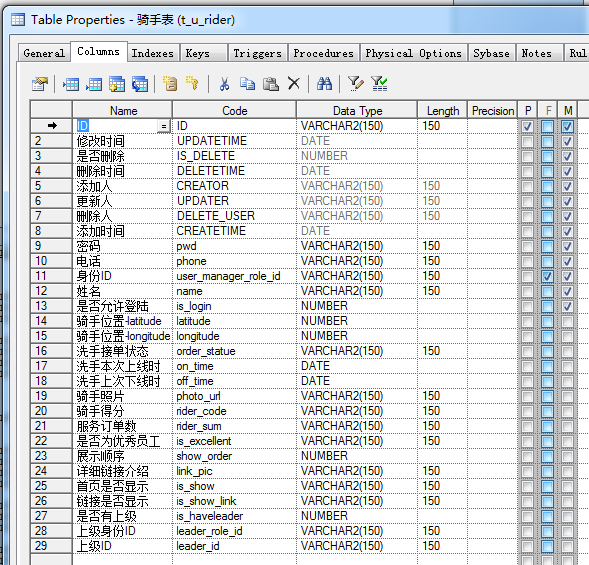 Table Properties - 骑手表 (t_u_rider)
General Columns Indexes Keys Triggers Procedures Physical Options Sybase Notes Rul
Name Code Data Type Length Precision P F M
ID = ID VARCHAR2(150) 150
2 修改时间 UPDATETIME DATE
3 是否删除 IS_DELETE NUMBER
4 删除时间 DELETETIME DATE
5 添加人 CREATOR VARCHAR2(150) 150
6 更新人 UPDATER VARCHAR2(150) 150
7 删除人 DELETE_USER VARCHAR2(150) 150
8 添加时间 CREATETIME DATE
9 密码 pwd VARCHAR2(150) 150
10 电话 phone VARCHAR2(150) 150
11 身份ID user_manager_role_id VARCHAR2(150) 150
12 姓名 name VARCHAR2(150) 150
13 是否允许登陆 is_login NUMBER
14 骑手位置-latitude latitude NUMBER
15 骑手位置-longitude longitude NUMBER
16 洗手接单状态 order_statue VARCHAR2(150) 150
17 洗手本次上线时 on_time DATE
18 洗手上次下线时 off_time DATE
19 骑手照片 photo_url VARCHAR2(150) 150
20 骑手得分 rider_code VARCHAR2(150) 150
21 服务订单数 rider_sum VARCHAR2(150) 150
22 是否为优秀员工 is_excellent VARCHAR2(150) 150
23 展示顺序 show_order NUMBER
24 详细链接介绍 link_pic VARCHAR2(150) 150
25 首页是否显示 is_show VARCHAR2(150) 150
26 链接是否显示 is_show_link VARCHAR2(150) 150
27 是否有上级 is_haveleader NUMBER
28 上级身份ID leader_role_id VARCHAR2(150) 150
29 上级ID leader_id VARCHAR2(150) 150